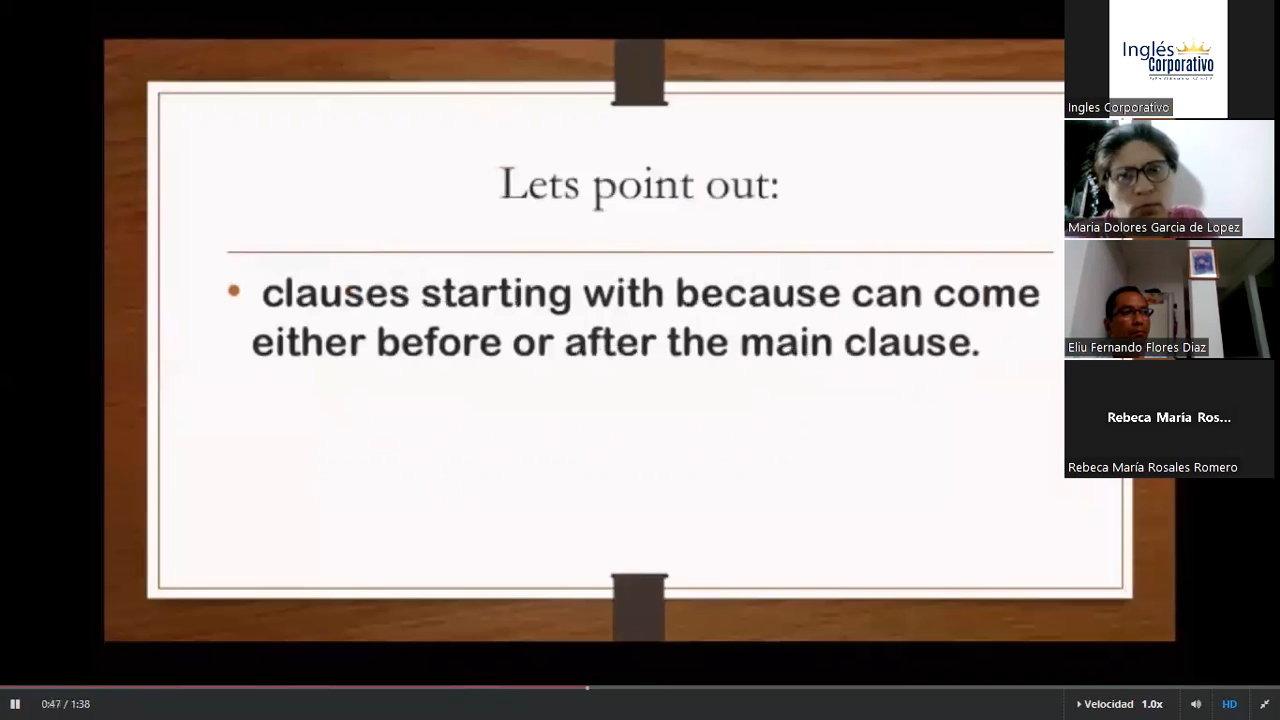 Lets point out:
• clauses starting with because can come
either before or after the main clause.
Inglés
Corporativo
Ingles Corporativo
Maria Dolores Garcia de Lopez
Eliu Fernando Flores Diaz
Rebeca María Ros...
Rebeca María Rosales Romero
0:47 / 1:38
Velocidad 1.0x
HD